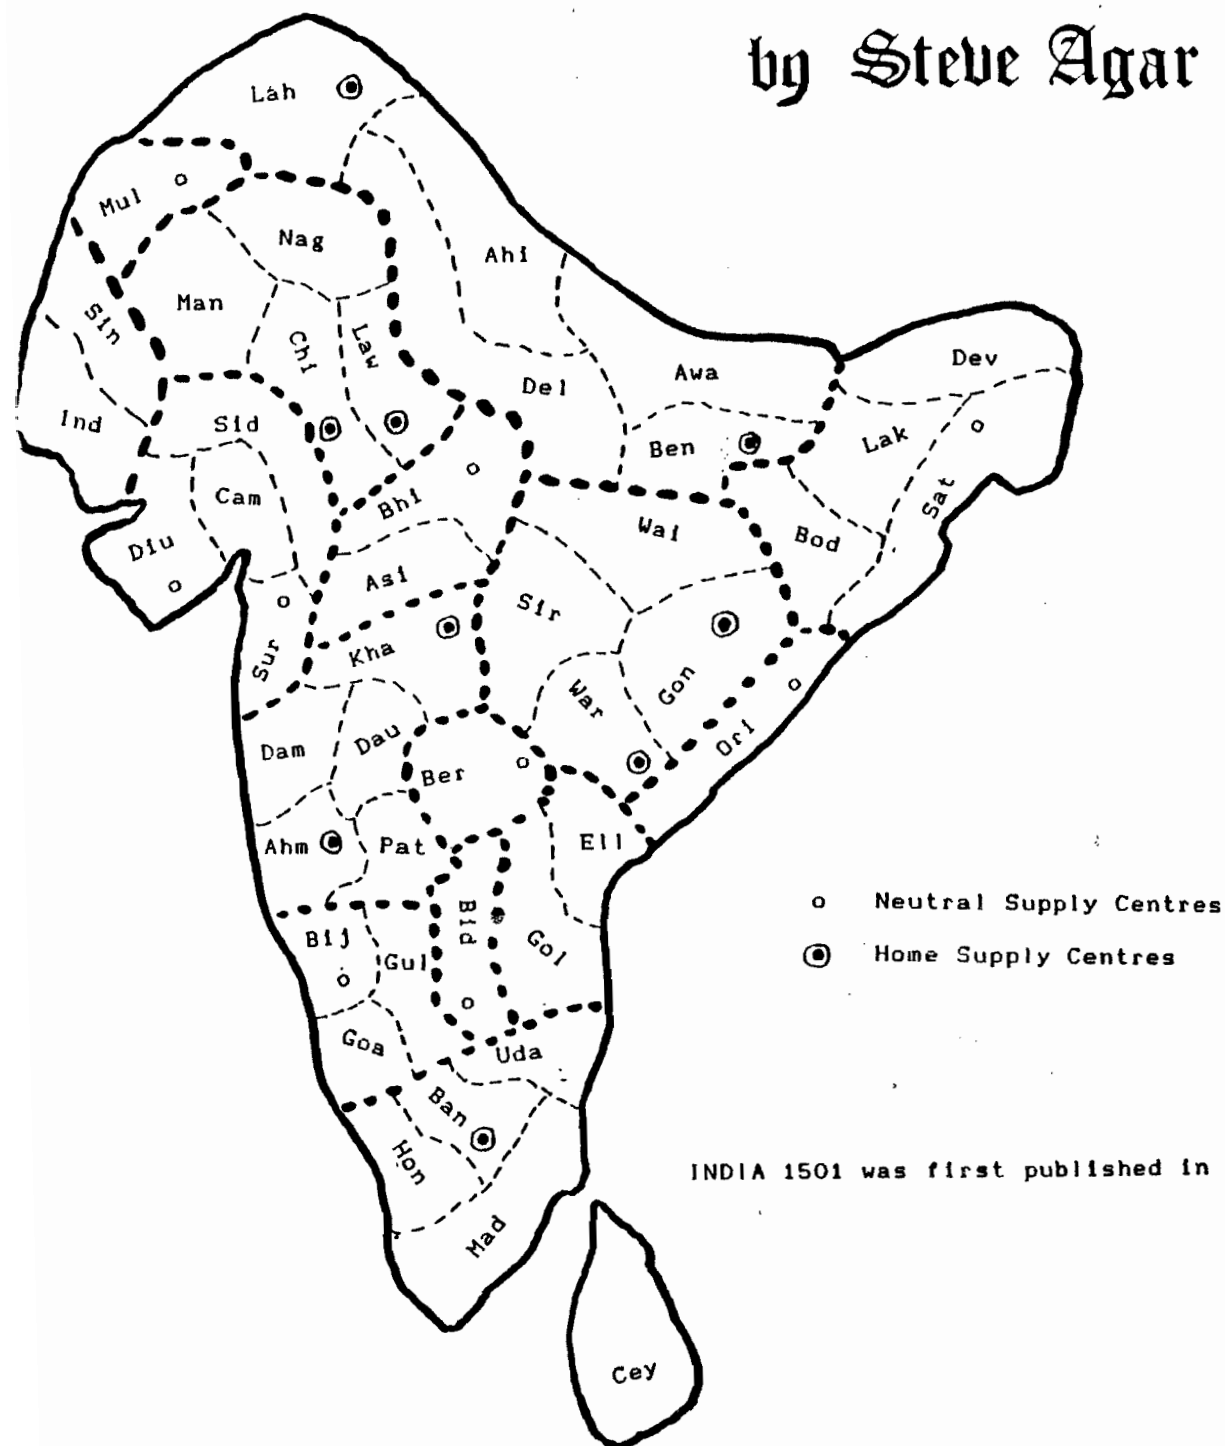 by Steve Agar
Lah
Mul
Nag
Ahi
Man
Sin
Chi
Law
Del
Awa
Dev
Ind
Sid
Ben
Lak
Cam
Bhi
Sat
Wai
Bod
Diu
Asi
Sir
Kha
Sur
War
Gon
Ori
Dam
Dau
Ber
Ahm
Pat
Ell
Bid
Bij
Gul
Gol
Neutral Supply Centres
Home Supply Centres
Goa
Uda
Ban
Hon
INDIA 1501 was first published in
Mad
Cey